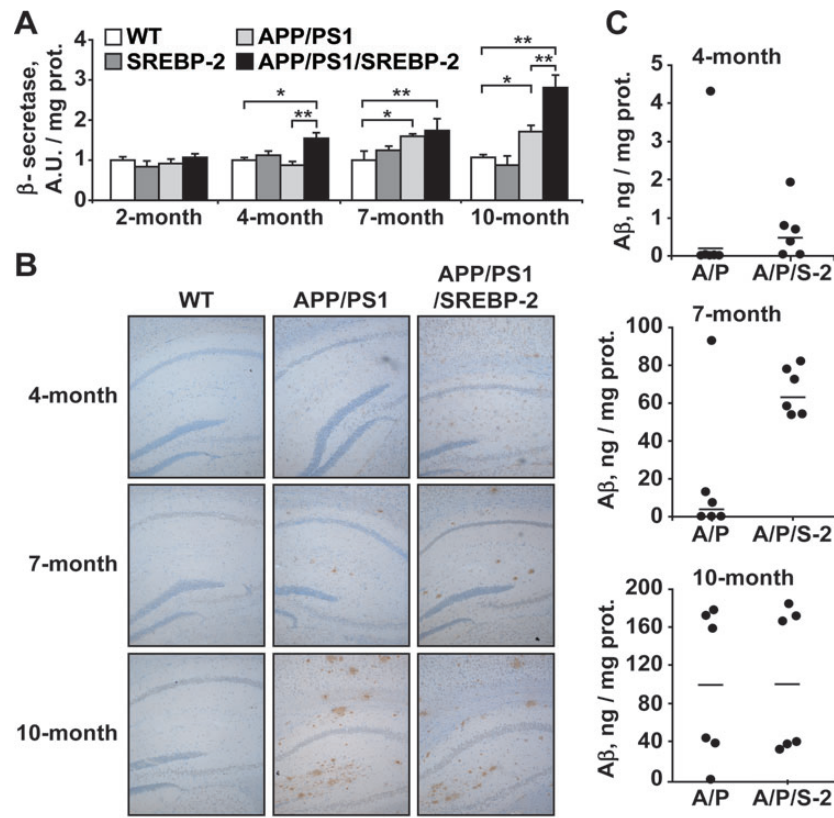 A
WT
APP/PS1
SREBP-2
APP/PS1/SREBP-2
β- secretase,
A.U. / mg prot.
4
3
2
1
0
*
**
*
**
*
**
**
2-month
4-month
7-month
10-month
B
WT
APP/PS1
APP/PS1
/SREBP-2
4-month
7-month
10-month
C
4-month
Aβ, ng / mg prot.
5
4
3
2
1
0
A/P
A/P/S-2
7-month
Aβ, ng / mg prot.
100
80
60
40
20
0
A/P
A/P/S-2
10-month
Aβ, ng / mg prot.
200
160
120
80
40
0
A/P
A/P/S-2